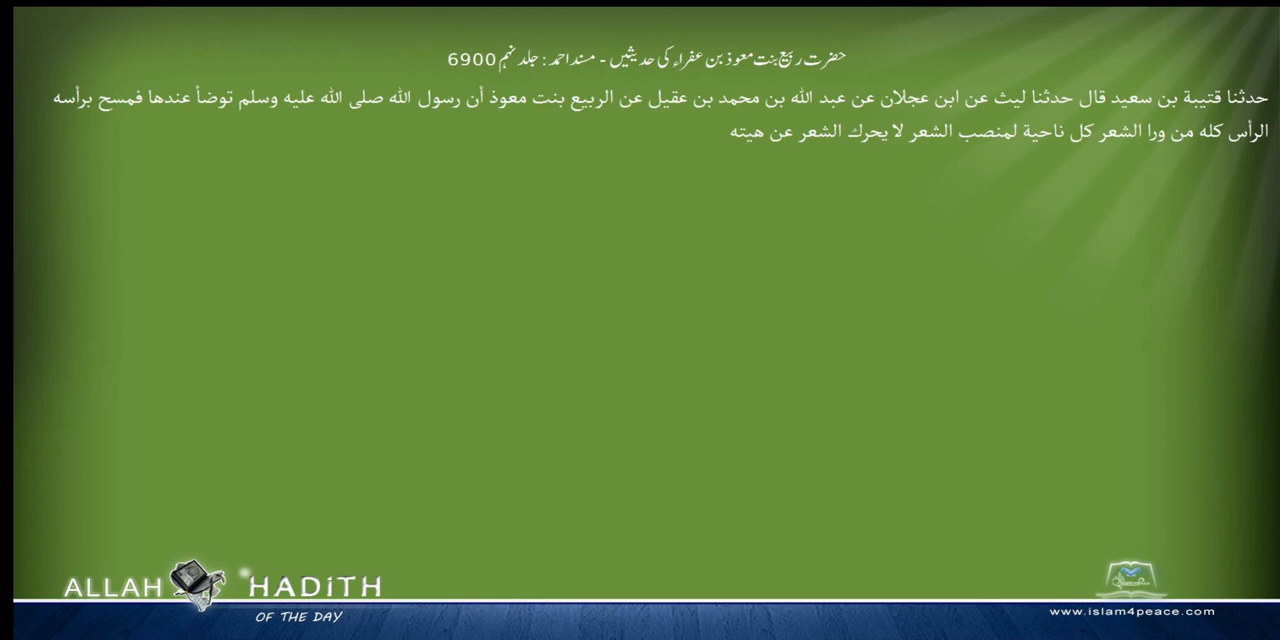 حضرت ربیع بنت معوذ بن عفراء کی حدیثیں - مسند احمد : جلد نہم 6900
حدثنا قتيبة بن سعيد قال حدثنا ليث عن ابن عجلان عن عبد الله بن محمد بن عقيل عن الربيع بنت معوذ أن رسول الله صلى الله عليه وسلم توضأ عندها فمسح برأسه
الرأس كله من ورا الشعر كل ناحية لمنصب الشعر لا يحرك الشعر عن هيته
ALLAH HADITH
OF THE DAY
www.islam4peace.com